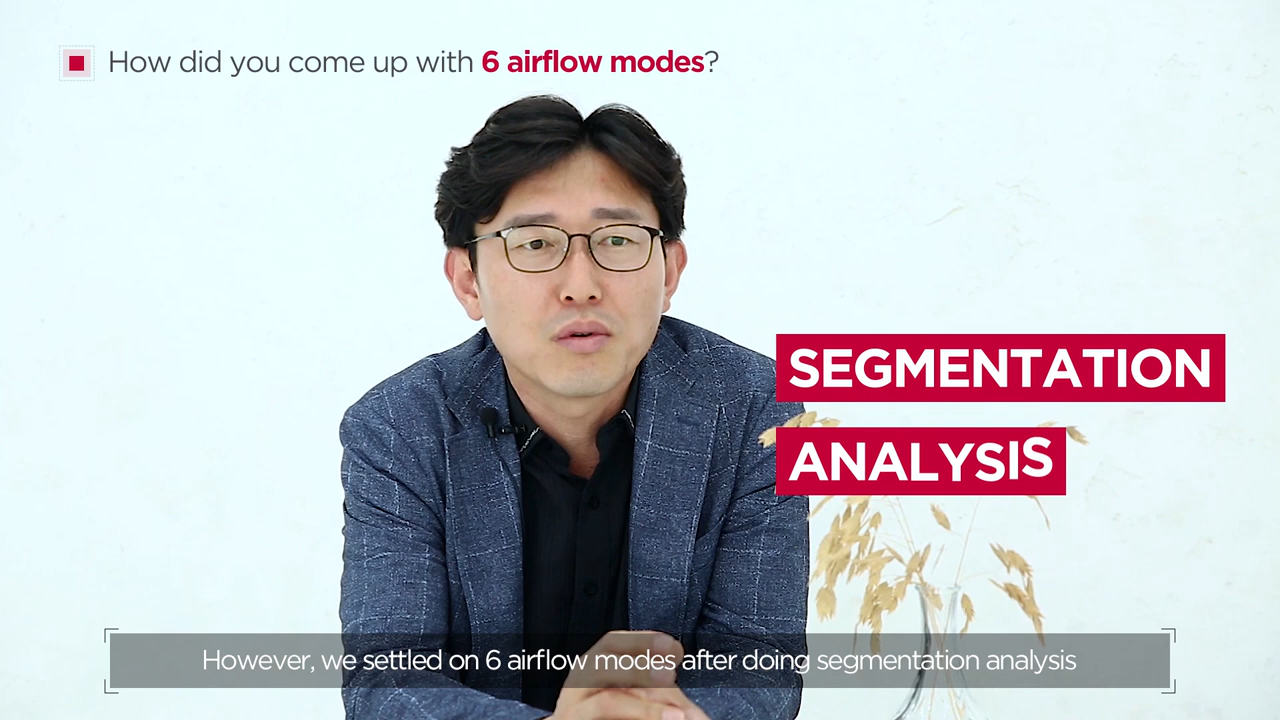 How did you come up with 6 airflow modes?
SEGMENTATION
ANALYSIS
However, we settled on 6 airflow modes after doing segmentation analysis